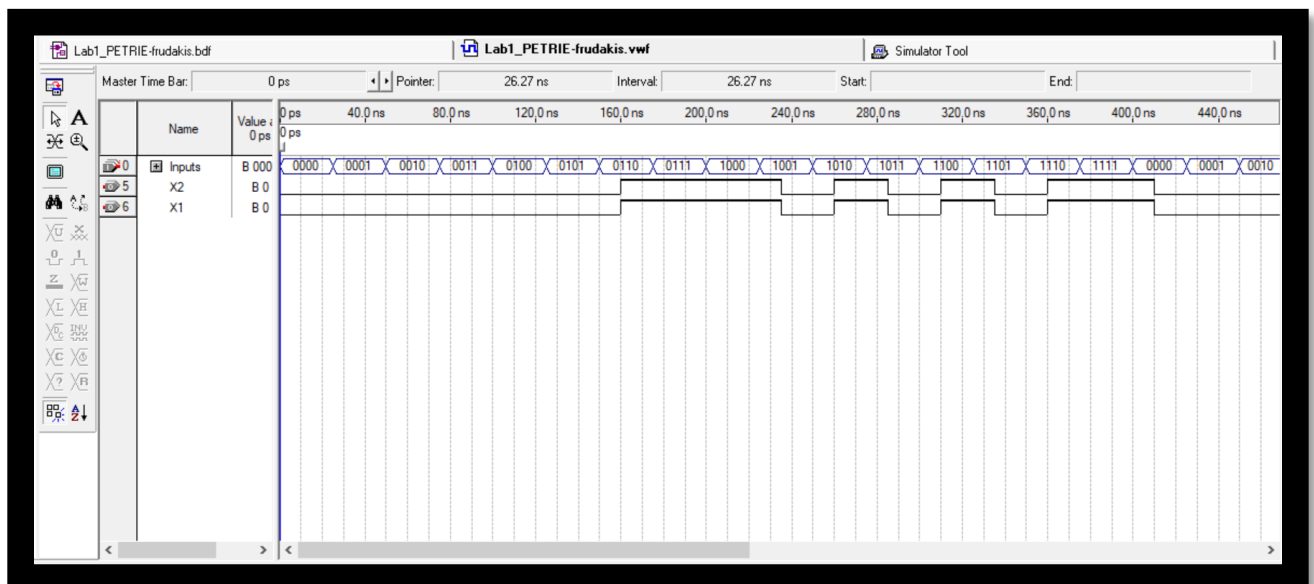 Lab1_PETRIE-frudakis.bdf Lab1_PETRIE-frudakis.vwf Simulator Tool
Master Time Bar: 0 ps Pointer: 26.27 ns Interval: 26.27 ns Start: End:
A
Name Value a 0 ps 40.0 ns 80.0 ns 120.0 ns 160.0 ns 200.0 ns 240.0 ns 280.0 ns 320.0 ns 360.0 ns 400.0 ns 440.0 ns
0 ps 0 ps
0 Inputs B 000 0000 0001 0010 0011 0100 0101 0110 0111 1000 1001 1010 1011 1100 1101 1110 1111 0000 0001 0010
5 X2 B 0
6 X1 B 0